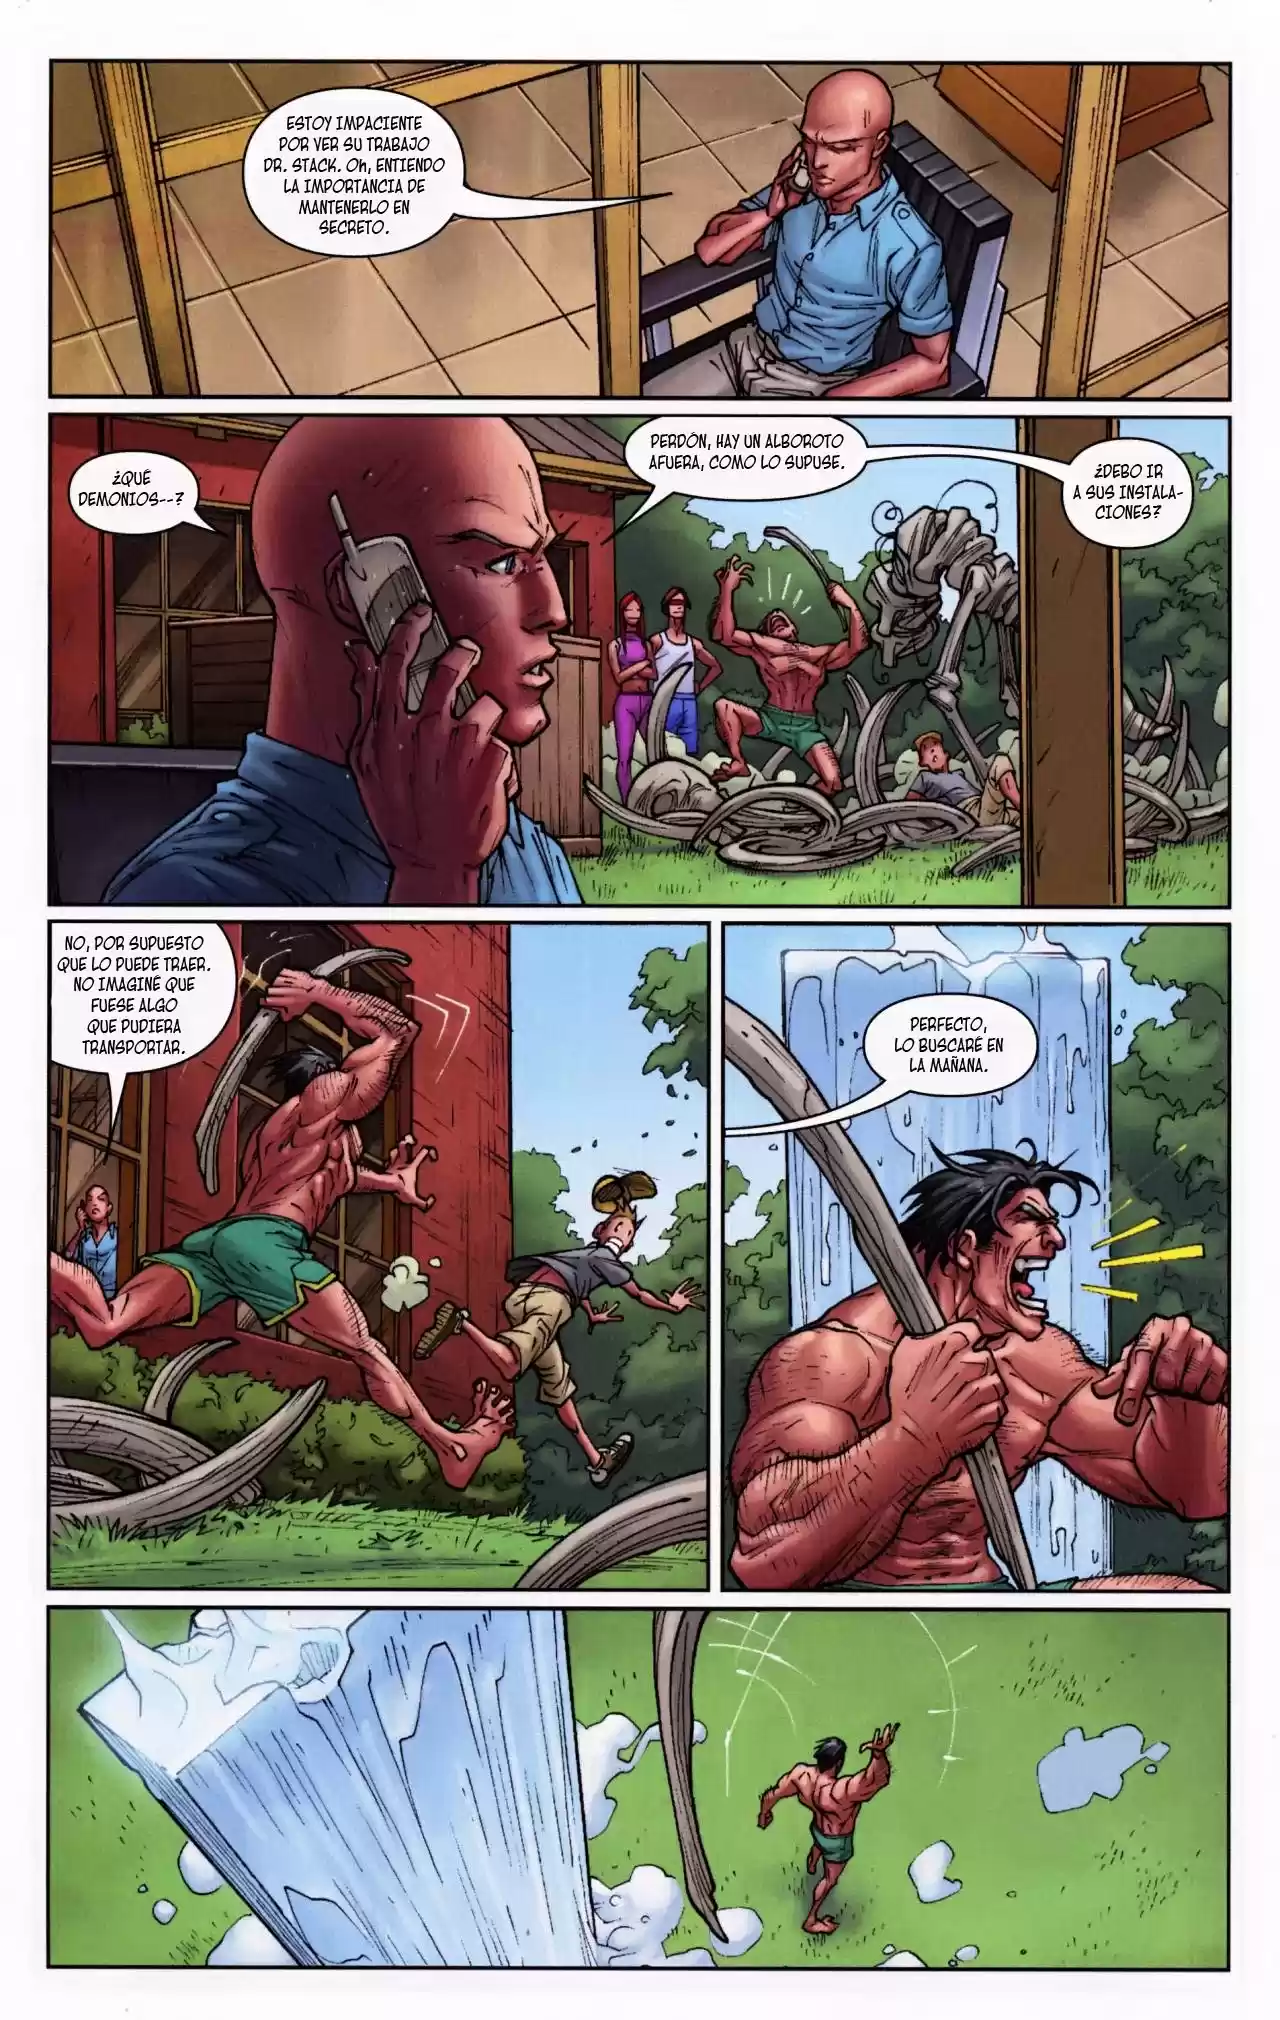 ESTOY IMPACIENTE
POR VER SU TRABAJO
DR. STACK. Oh, ENTIENDO
LA IMPORTANCIA DE
MANTENERLO EN
SECRETO.
¿QUÉ
DEMONIOS--?
PERDÓN, HAY UN ALBOROTO
AFUERA, COMO LO SUPUSE.
¿DEBO IR
A SUS INSTALA-
CIONES?
NO, POR SUPUESTO
QUE LO PUEDE TRAER.
NO IMAGINÉ QUE
FUESE ALGO
QUE PUDIERA
TRANSPORTAR.
PERFECTO,
LO BUSCARÉ EN
LA MAÑANA.